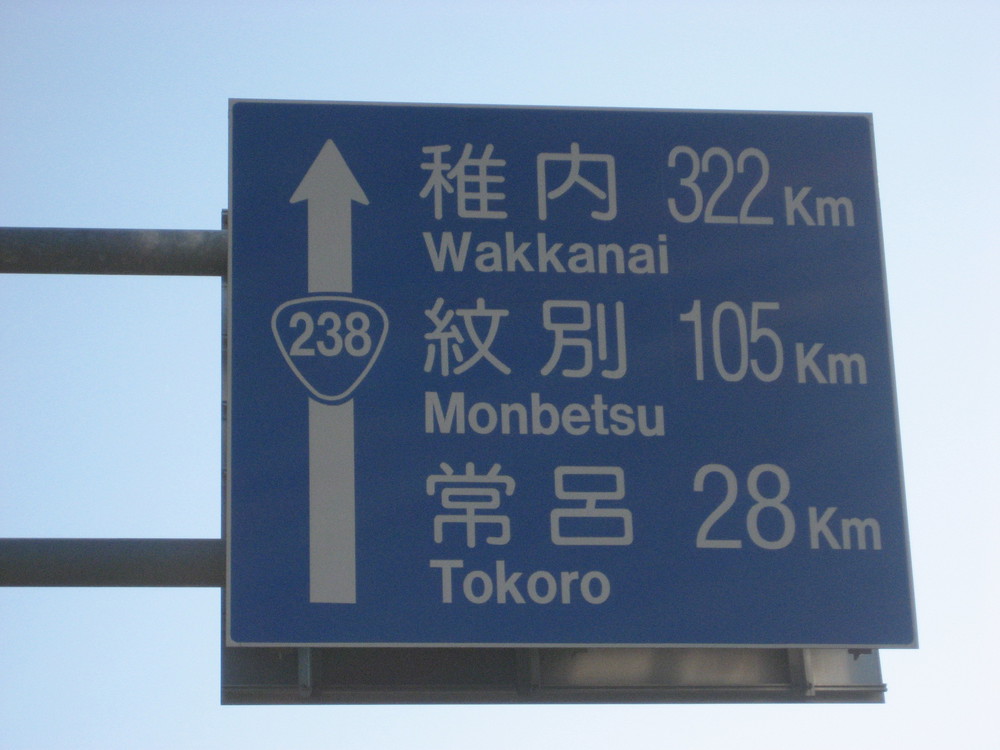 稚内 322 Km
Wakkanai
238
紋別 105 Km
Monbetsu
常呂 28 Km
Tokoro